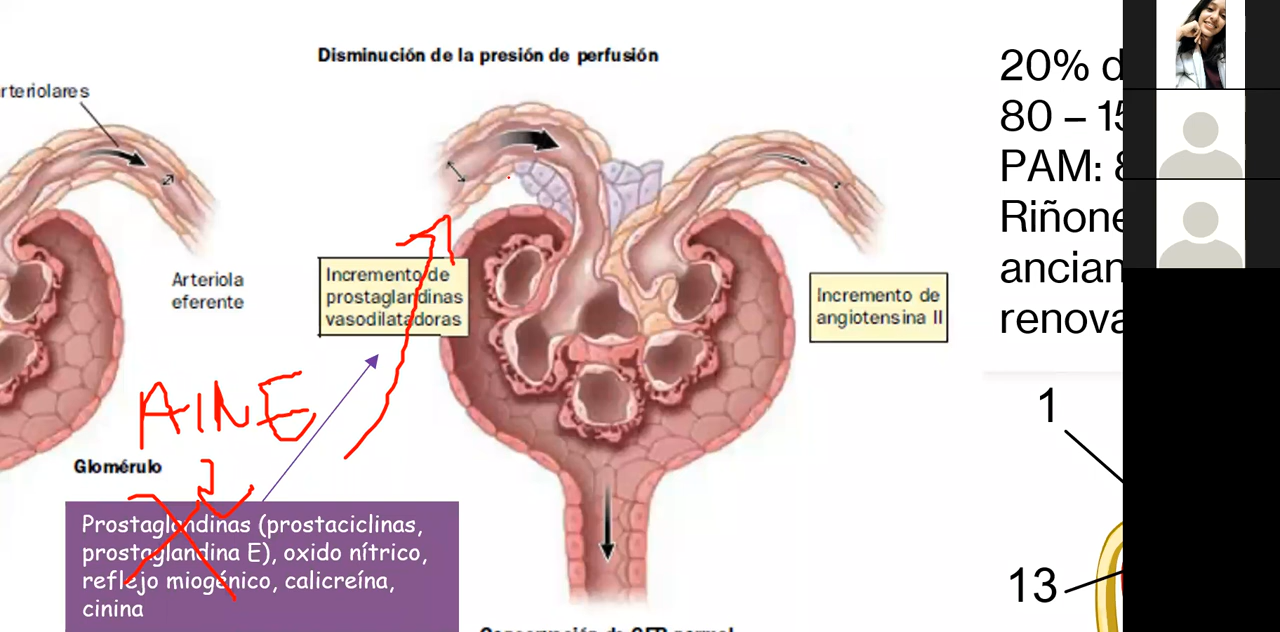 Disminución de la presión de perfusión
Arteriola
eferente
Incremento de
prostaglandinas
vasodilatadoras
Incremento de
angiotensina II
AINE
Glomérulo
Prostaglandinas (prostaciclinas,
prostaglandina E), oxido nítrico,
reflejo miogénico, calicreína,
cinina
20% d
80 – 15
PAM: 8
Riñone
ancian
renova
1
13